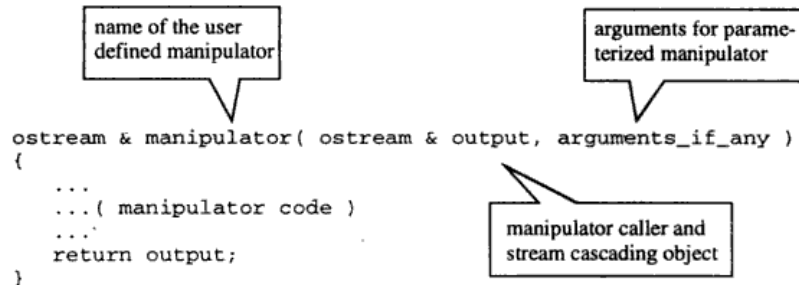 name of the user
defined manipulator
arguments for parame-
terized manipulator
ostream & manipulator( ostream & output, arguments_if_any )
{
...
...( manipulator code )
...
return output;
}
manipulator caller and
stream cascading object